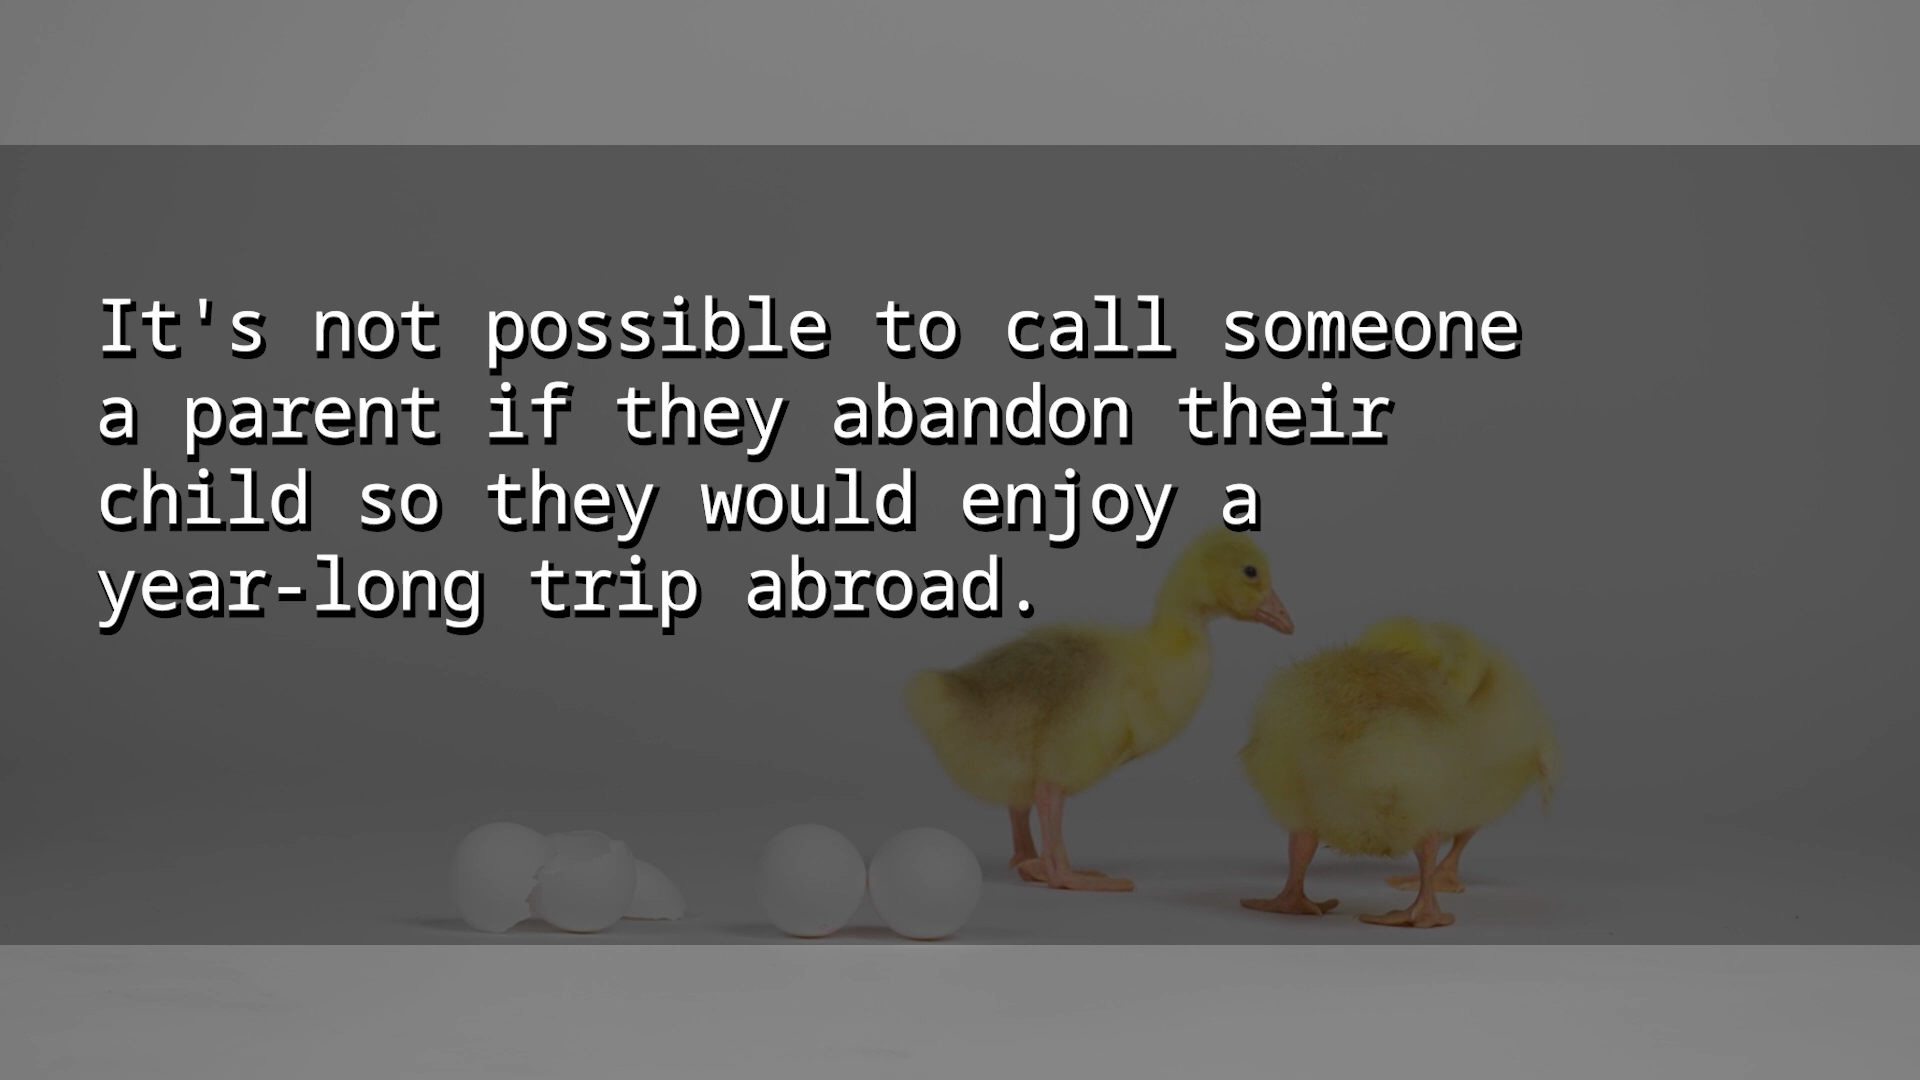 It's not possible to call someone
a parent if they abandon their
child so they would enjoy a
year-long trip abroad.